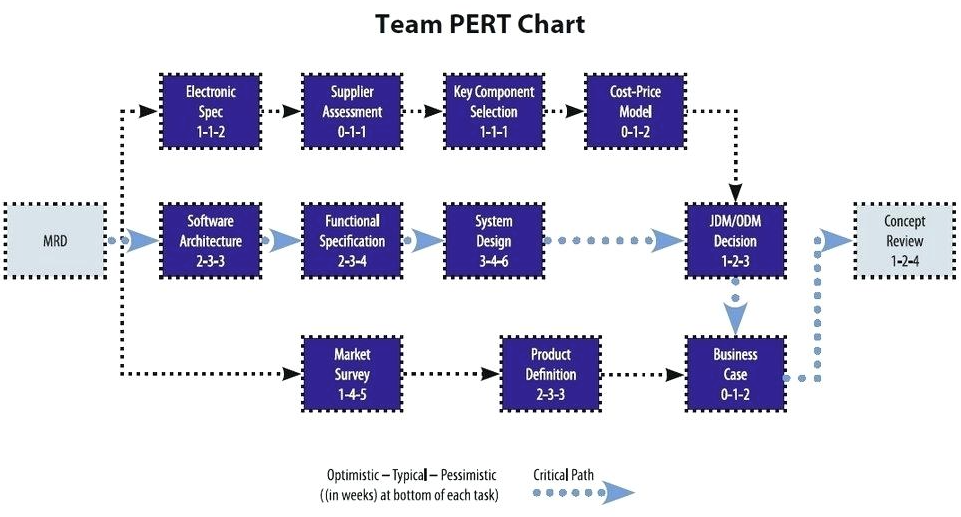 Team PERT Chart
Electronic
Spec
1-1-2
Supplier
Assessment
0-1-1
Key Component
Selection
1-1-1
Cost-Price
Model
0-1-2
MRD
Software
Architecture
2-3-3
Functional
Specification
2-3-4
System
Design
3-4-6
JDM/ODM
Decision
1-2-3
Concept
Review
1-2-4
Market
Survey
1-4-5
Product
Definition
2-3-3
Business
Case
0-1-2
Optimistic – Typical – Pessimistic
((in weeks) at bottom of each task)
Critical Path